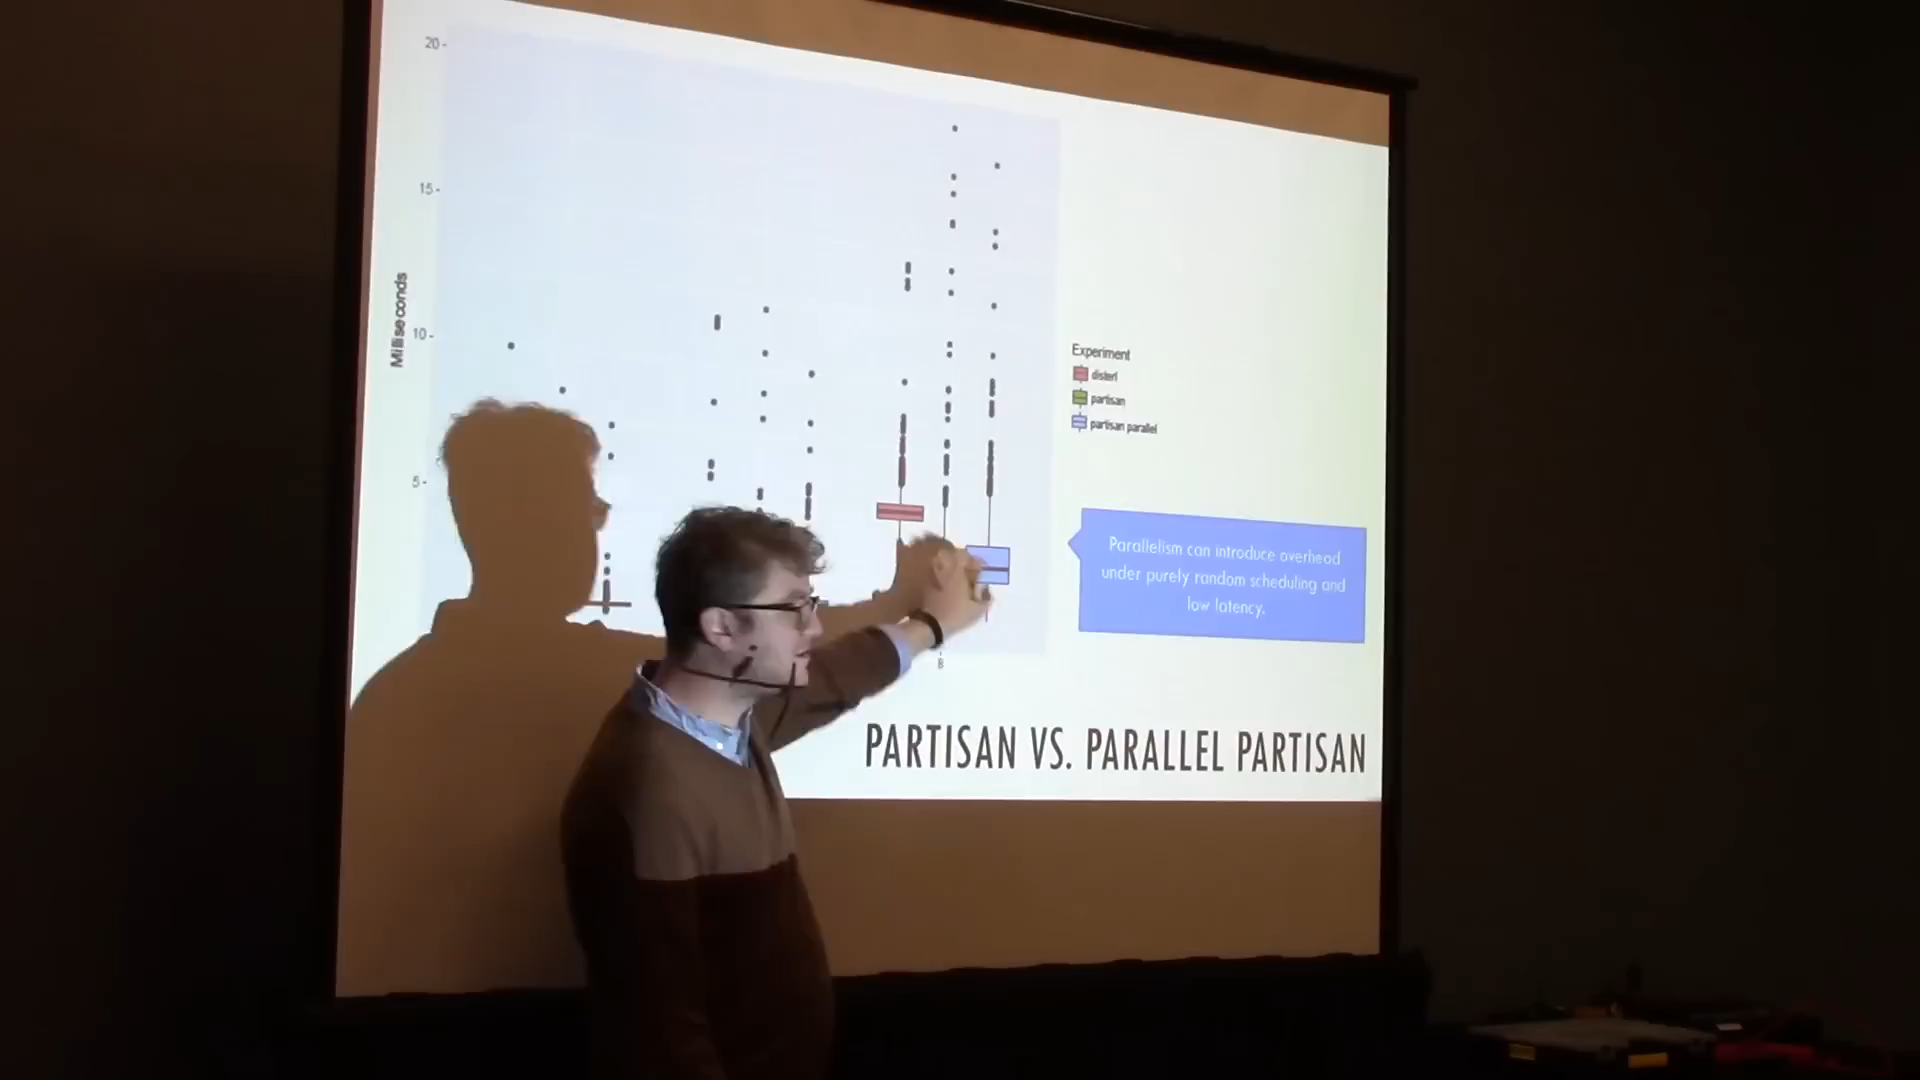 20
15
10
5
Milliseconds
8
Experiment
disterl
partisan
partisan parallel
Parallelism can introduce overhead
under purely random scheduling and
low latency.
PARTISAN VS. PARALLEL PARTISAN